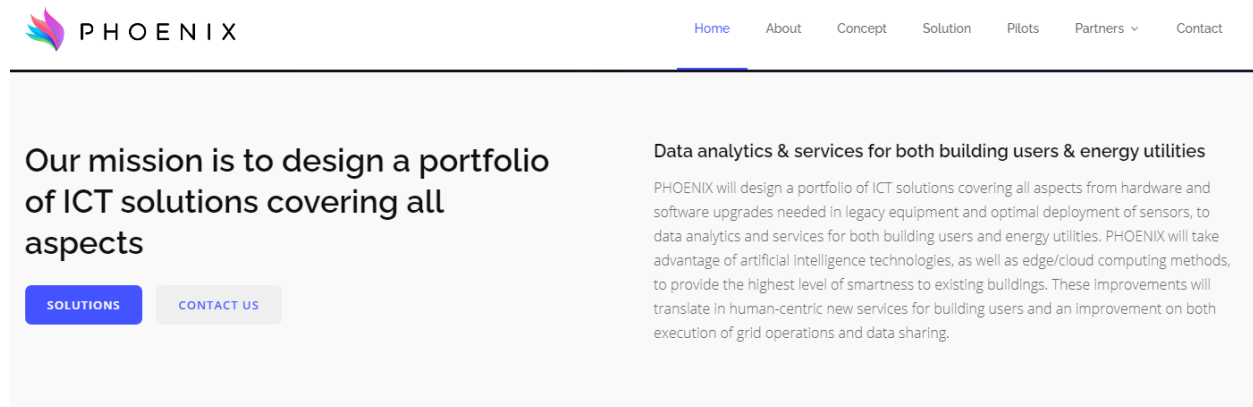 PHOENIX
Home About Concept Solution Pilots Partners Contact
Our mission is to design a portfolio
of ICT solutions covering all
aspects
SOLUTIONS CONTACT US
Data analytics & services for both building users & energy utilities
PHOENIX will design a portfolio of ICT solutions covering all aspects from hardware and
software upgrades needed in legacy equipment and optimal deployment of sensors, to
data analytics and services for both building users and energy utilities. PHOENIX will take
advantage of artificial intelligence technologies, as well as edge/cloud computing methods,
to provide the highest level of smartness to existing buildings. These improvements will
translate in human-centric new services for building users and an improvement on both
execution of grid operations and data sharing.